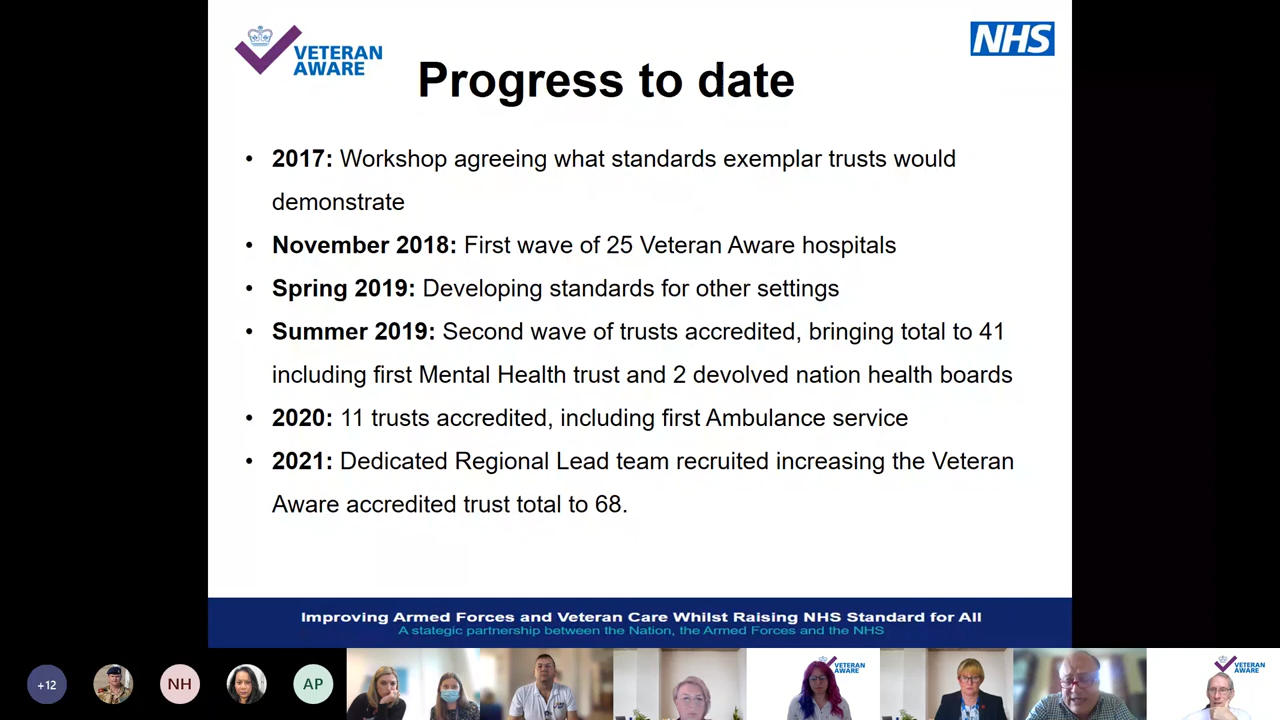 VETERAN
AWARE
NHS
Progress to date
• 2017: Workshop agreeing what standards exemplar trusts would
demonstrate
• November 2018: First wave of 25 Veteran Aware hospitals
• Spring 2019: Developing standards for other settings
• Summer 2019: Second wave of trusts accredited, bringing total to 41
including first Mental Health trust and 2 devolved nation health boards
• 2020: 11 trusts accredited, including first Ambulance service
• 2021: Dedicated Regional Lead team recruited increasing the Veteran
Aware accredited trust total to 68.
Improving Armed Forces and Veteran Care Whilst Raising NHS Standard for All
A stategic partnership between the Nation, the Armed Forces and the NHS
+12
NH
AP
VETERAN
AWARE
VETERAN
AWARE